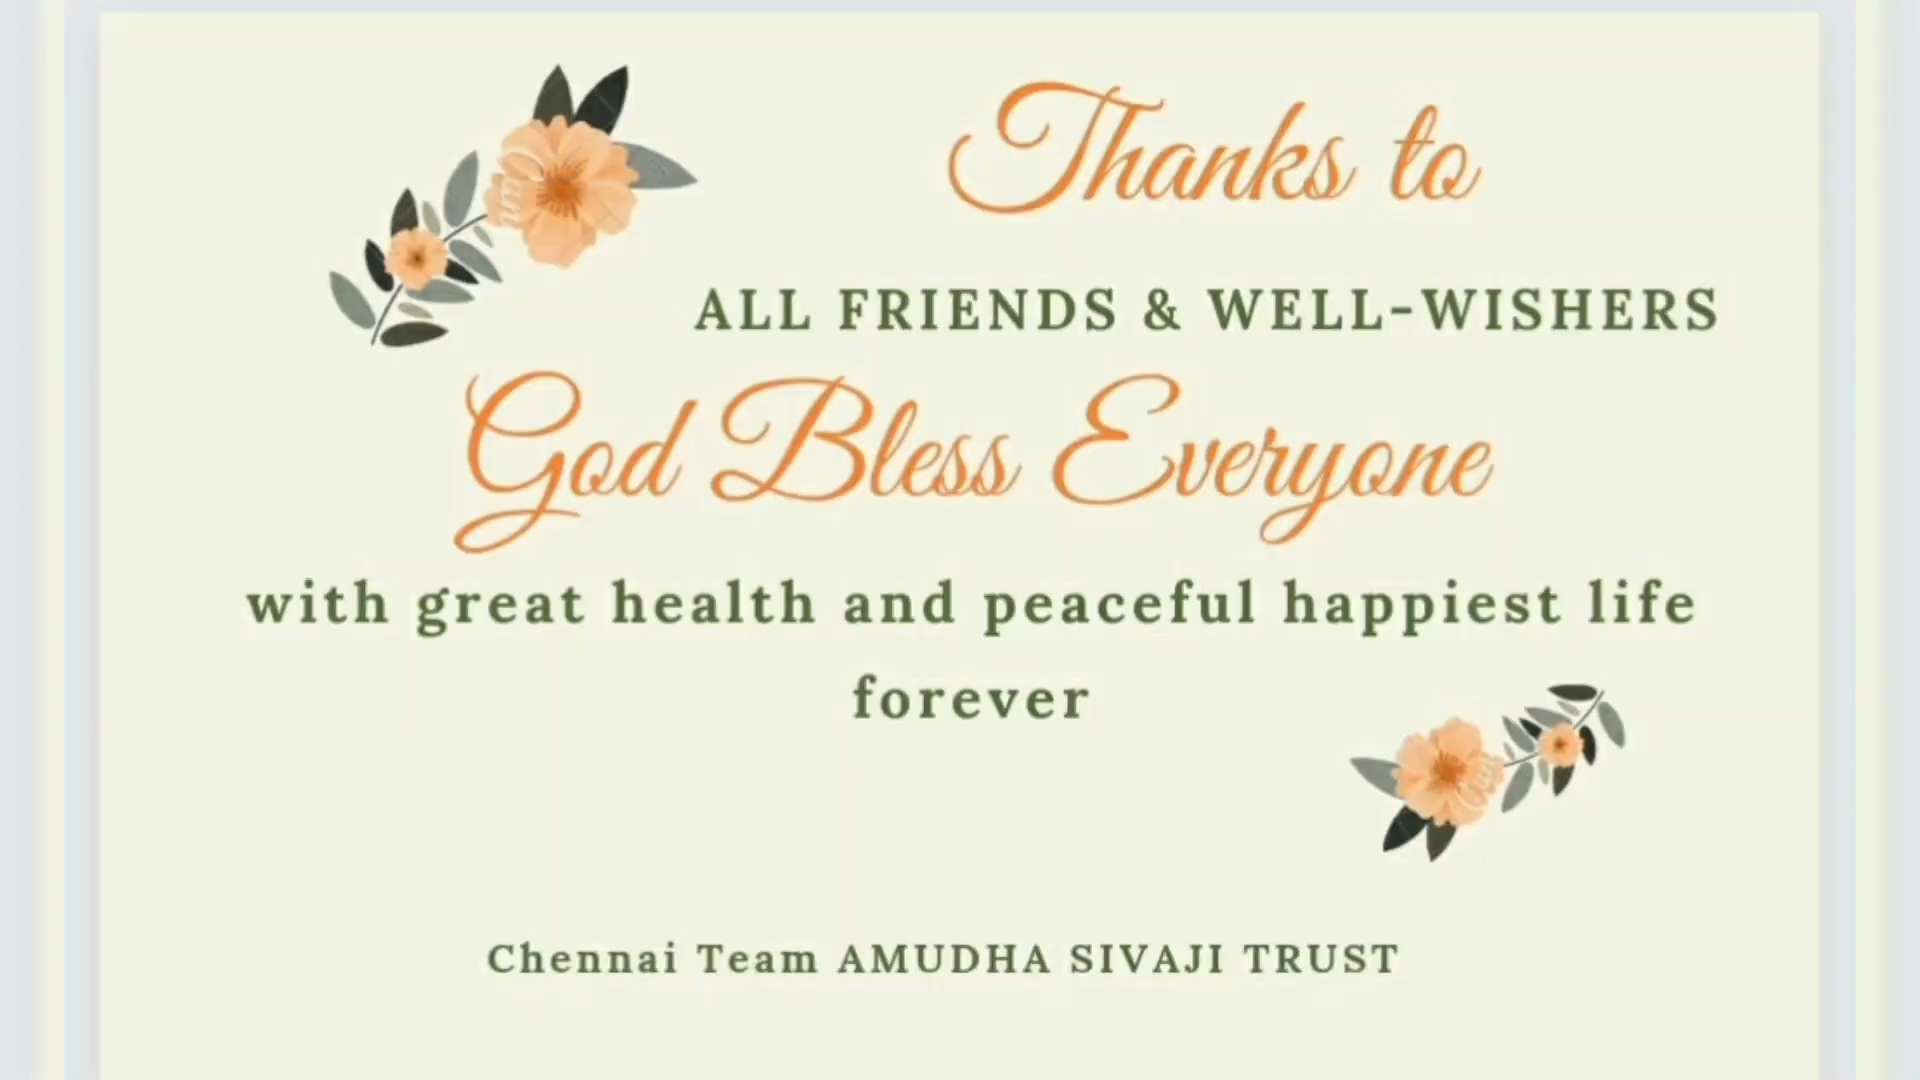 Thanks to
ALL FRIENDS & WELL-WISHERS
God Bless Everyone
with great health and peaceful happiest life
forever
Chennai Team AMUDHA SIVAJI TRUST